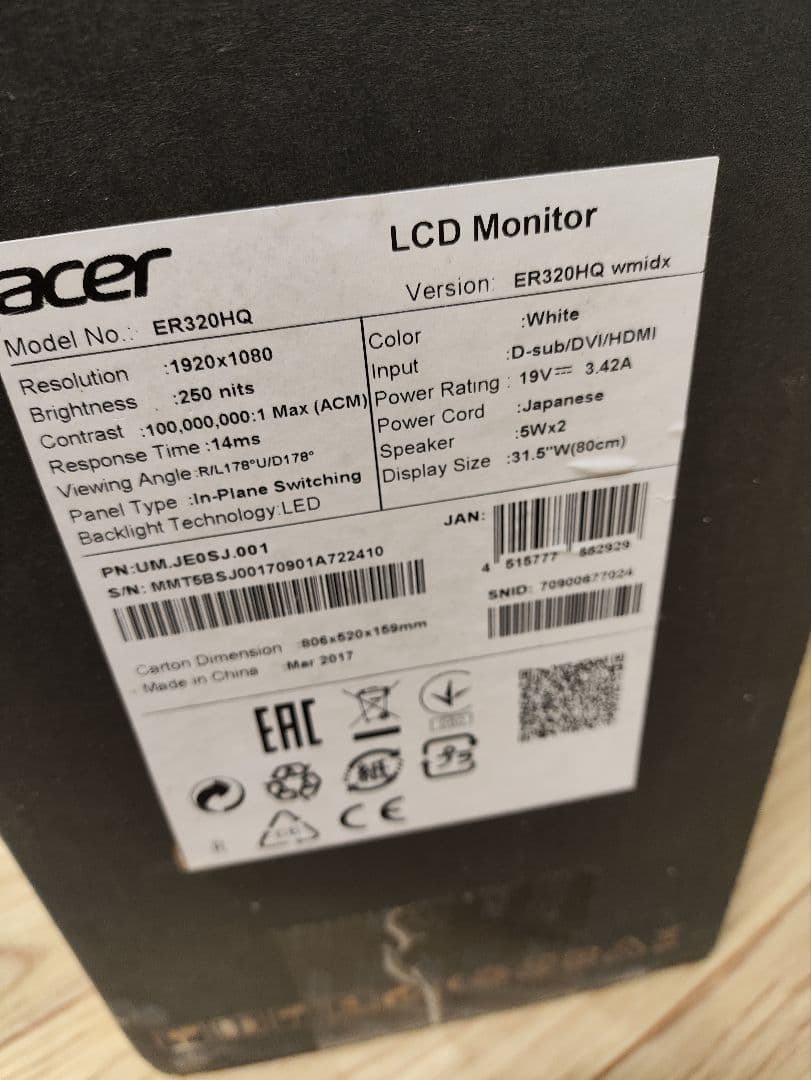 acer
LCD Monitor
Model No.: ER320HQ
Version: ER320HQ wmidx
Resolution :1920x1080
Brightness :250 nits
Contrast :100,000,000:1 Max (ACM)
Response Time :14ms
Viewing Angle:R/L178°U/D178°
Panel Type :In-Plane Switching
Backlight Technology:LED
Color :White
Input :D-sub/DVI/HDMI
Power Rating : 19V⎓ 3.42A
Power Cord :Japanese
Speaker :5Wx2
Display Size :31.5"W(80cm)
PN:UM.JE0SJ.001
S/N: MMT5BSJ00170901A722410
JAN:
4 515777 582929
SNID: 70900677024
Carton Dimension :806x520x159mm
Made in China :Mar 2017
EAC
紙
プラ
CE